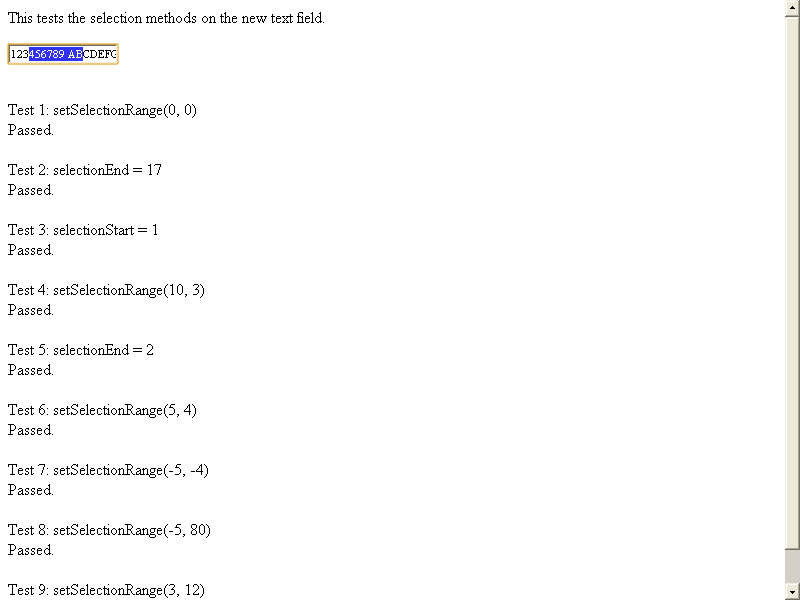 This tests the selection methods on the new text field.
123456789 ABCDEFG
Test 1: setSelectionRange(0, 0)
Passed.
Test 2: selectionEnd = 17
Passed.
Test 3: selectionStart = 1
Passed.
Test 4: setSelectionRange(10, 3)
Passed.
Test 5: selectionEnd = 2
Passed.
Test 6: setSelectionRange(5, 4)
Passed.
Test 7: setSelectionRange(-5, -4)
Passed.
Test 8: setSelectionRange(-5, 80)
Passed.
Test 9: setSelectionRange(3, 12)